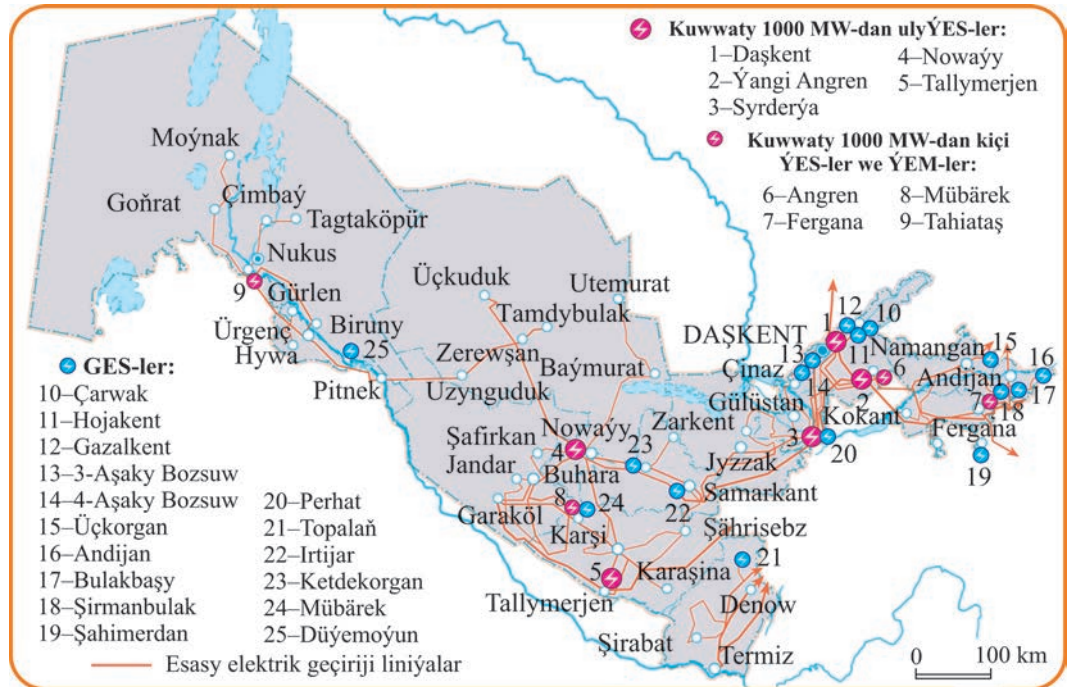 Kuwwaty 1000 MW-dan ulyÝES-ler:
1–Daşkent
2–Ýangi Angren
3–Syrderýa
4–Nowaýy
5–Tallymerjen
Kuwwaty 1000 MW-dan kiçi
ÝES-ler we ÝEM-ler:
6–Angren
7–Fergana
8–Mübärek
9–Tahiataş
Moýnak
Goňrat
Çimbaý
Tagtaköpür
Nukus
9
Gürlen
Ürgenç
Hywa
Biruny
25
Pitnek
Üçkuduk
Utemurat
Tamdybulak
Zerewşan
Uzynguduk
Baýmurat
DAŞKENT
1
12
10
11
13
14
Çinaz
Namangan
15
16
6
Andijan
2
7
18
17
Gülüstan
Kokant
Fergana
3
20
19
Zarkent
Jyzzak
Nowaýy
4
23
Şafirkan
Jandar
Buhara
Samarkant
22
8
24
Garaköl
Karşi
Şährisebz
21
5
Karaşina
Tallymerjen
Denow
Şirabat
Termiz
GES-ler:
10–Çarwak
11–Hojakent
12–Gazalkent
13–3-Aşaky Bozsuw
14–4-Aşaky Bozsuw
15–Üçkorgan
16–Andijan
17–Bulakbaşy
18–Şirmanbulak
19–Şahimerdan
20–Perhat
21–Topalaň
22–Irtijar
23–Ketdekorgan
24–Mübärek
25–Düýemoýun
Esasy elektrik geçiriji liniýalar
0 100 km